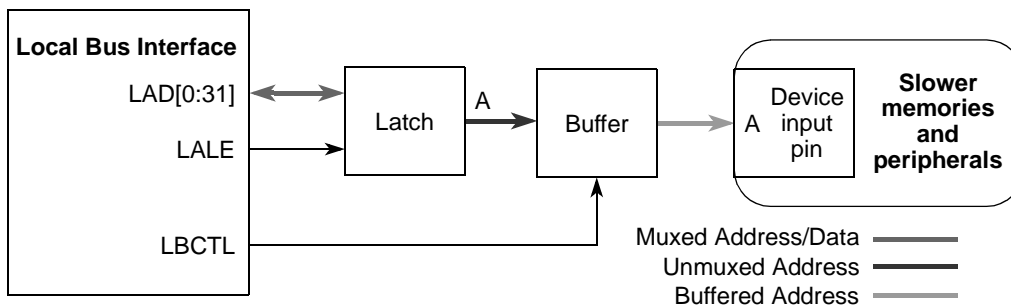 Local Bus Interface
LAD[0:31]
LALE
LBCTL
Latch
A
Buffer
A
Device
input
pin
Slower
memories
and
peripherals
Muxed Address/Data
Unmuxed Address
Buffered Address